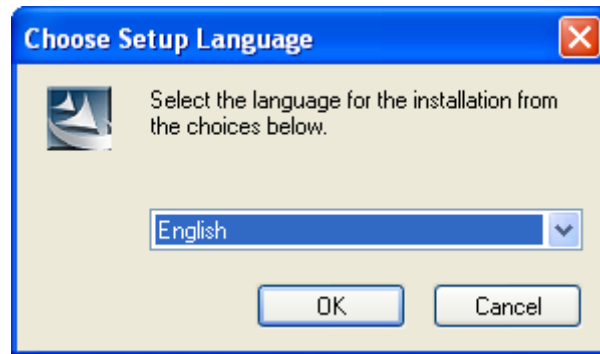 Choose Setup Language
Select the language for the installation from
the choices below.
English
OK
Cancel